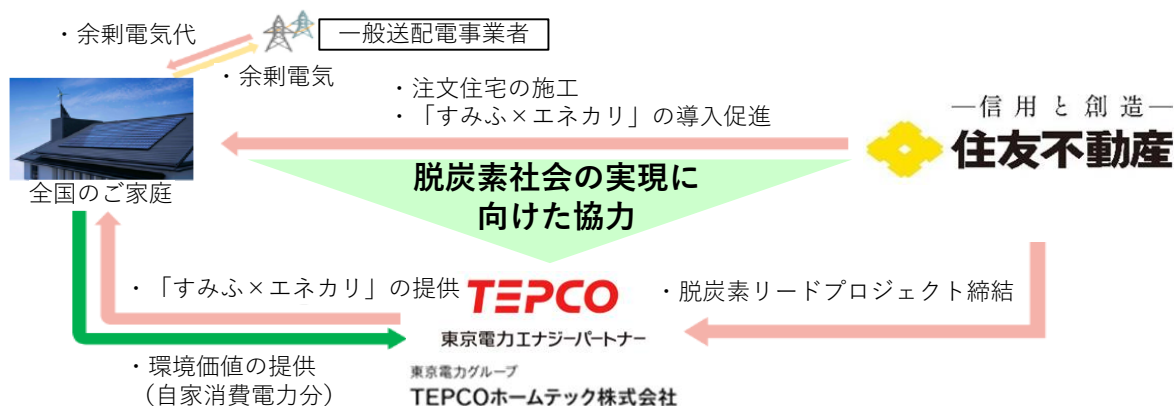 ・余剰電気代
一般送配電事業者
・余剰電気
・注文住宅の施工
・「すみふ×エネカリ」の導入促進
―信用と創造―
住友不動産
全国のご家庭
脱炭素社会の実現に
向けた協力
・「すみふ×エネカリ」の提供
TEPCO
・脱炭素リードプロジェクト締結
東京電力エナジーパートナー
・環境価値の提供
（自家消費電力分）
東京電力グループ
TEPCOホームテック株式会社